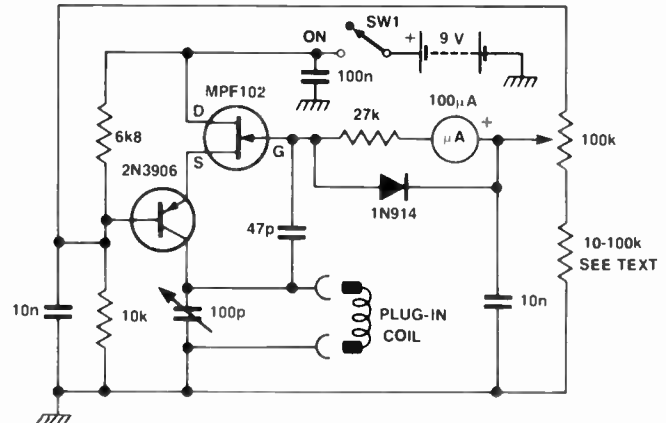 SW1
ON
+
9 V
MPF102
100n
D
100µA
27k
+
6k8
µA
100k
S
G
2N3906
1N914
47p
10-100k
SEE TEXT
10n
10k
100p
PLUG-IN
COIL
10n